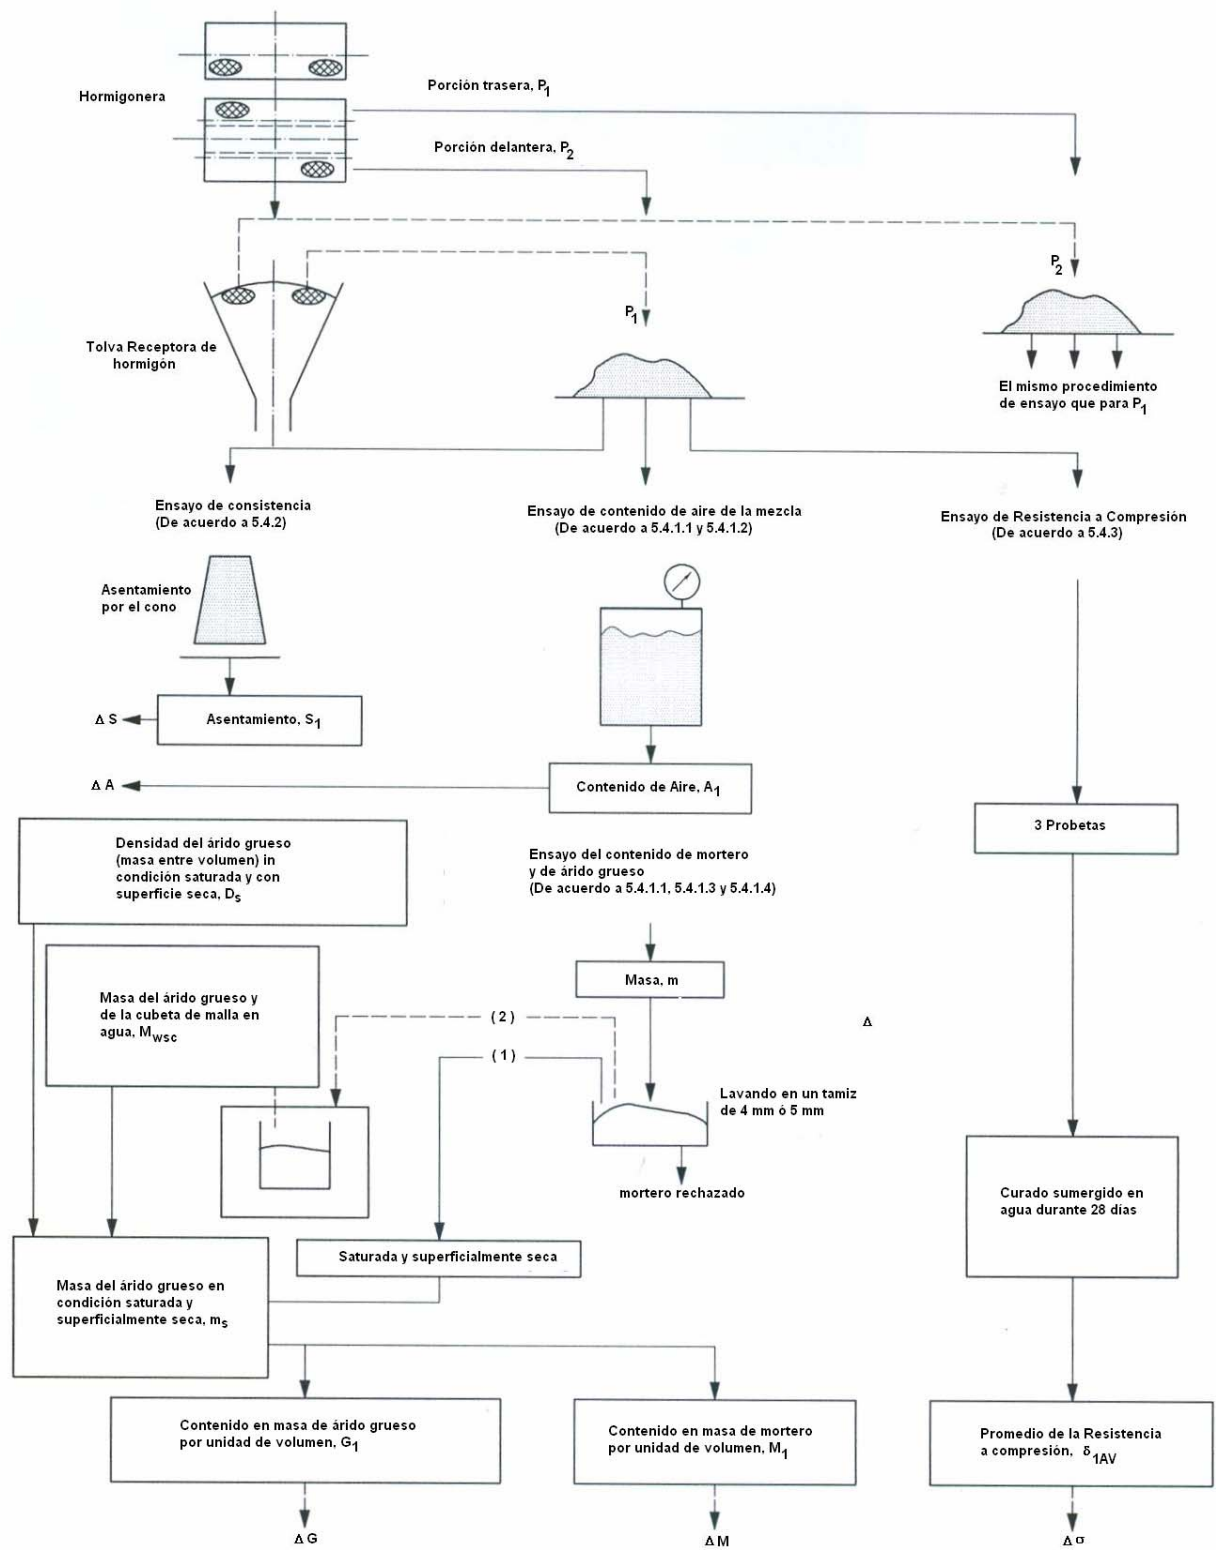 Hormigonera
Porción trasera, P1
Porción delantera, P2
P2
P1
Tolva Receptora de
hormigón
El mismo procedimiento
de ensayo que para P1
Ensayo de consistencia
(De acuerdo a 5.4.2)
Ensayo de contenido de aire de la mezcla
(De acuerdo a 5.4.1.1 y 5.4.1.2)
Ensayo de Resistencia a Compresión
(De acuerdo a 5.4.3)
Asentamiento
por el cono
Δ S
Asentamiento, S1
Δ A
Contenido de Aire, A1
3 Probetas
Densidad del árido grueso
(masa entre volumen) in
condición saturada y con
superficie seca, Ds
Ensayo del contenido de mortero
y de árido grueso
(De acuerdo a 5.4.1.1, 5.4.1.3 y 5.4.1.4)
Masa del árido grueso y
de la cubeta de malla en
agua, Mwsc
Masa, m
( 2 )
( 1 )
Δ
Lavando en un tamiz
de 4 mm ó 5 mm
mortero rechazado
Curado sumergido en
agua durante 28 días
Saturada y superficialmente seca
Masa del árido grueso en
condición saturada y
superficialmente seca, ms
Contenido en masa de árido grueso
por unidad de volumen, G1
Contenido en masa de mortero
por unidad de volumen, M1
Promedio de la Resistencia
a compresión, δ1AV
Δ G
Δ M
Δ σ